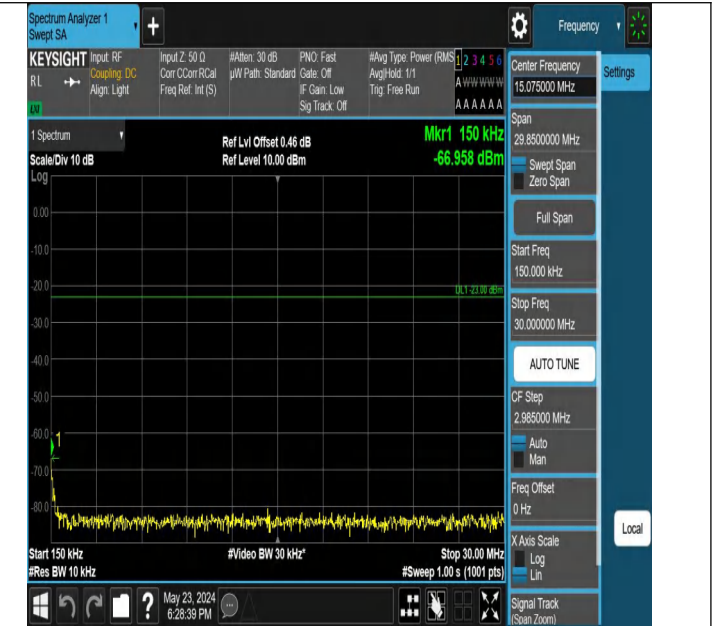 Spectrum Analyzer 1
Swept SA
+
Frequency
KEYSIGHT
RL
LXI
Input: RF
Coupling: DC
Align: Light
Input Z: 50 Ω
Corr CCorr RCal
Freq Ref: Int (S)
#Atten: 30 dB
µW Path: Standard
PNO: Fast
Gate: Off
IF Gain: Low
Sig Track: Off
#Avg Type: Power (RMS
Avg|Hold: 1/1
Trig: Free Run
1 2 3 4 5 6
A W W W W W
A A A A A A
Center Frequency
15.075000 MHz
Settings
1 Spectrum
Scale/Div 10 dB
Log
Ref Lvl Offset 0.46 dB
Ref Level 10.00 dBm
Mkr1 150 kHz
-66.958 dBm
0.00
-10.0
-20.0
-30.0
-40.0
-50.0
-60.0
-70.0
-80.0
DL1 -23.00 dBm
1
Start 150 kHz
#Res BW 10 kHz
#Video BW 30 kHz*
Stop 30.00 MHz
#Sweep 1.00 s (1001 pts)
Span
29.8500000 MHz
Swept Span
Zero Span
Full Span
Start Freq
150.000 kHz
Stop Freq
30.000000 MHz
AUTO TUNE
CF Step
2.985000 MHz
Auto
Man
Freq Offset
0 Hz
X Axis Scale
Log
Lin
Signal Track
(Span Zoom)
Local
?
May 23, 2024
6:28:39 PM